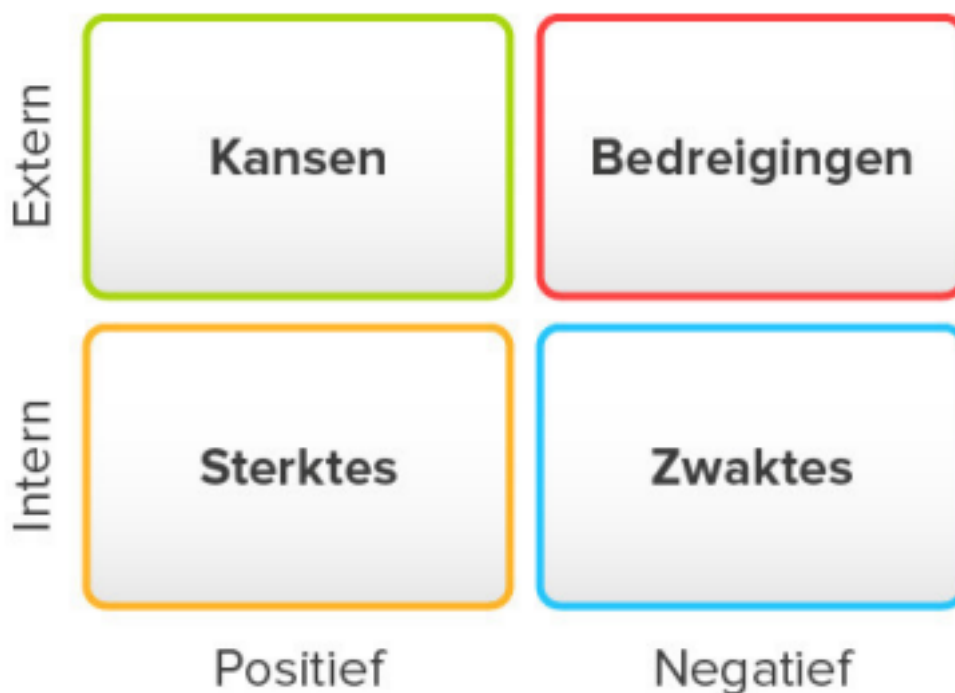 Extern
Kansen
Bedreigingen
Intern
Sterktes
Zwaktes
Positief
Negatief